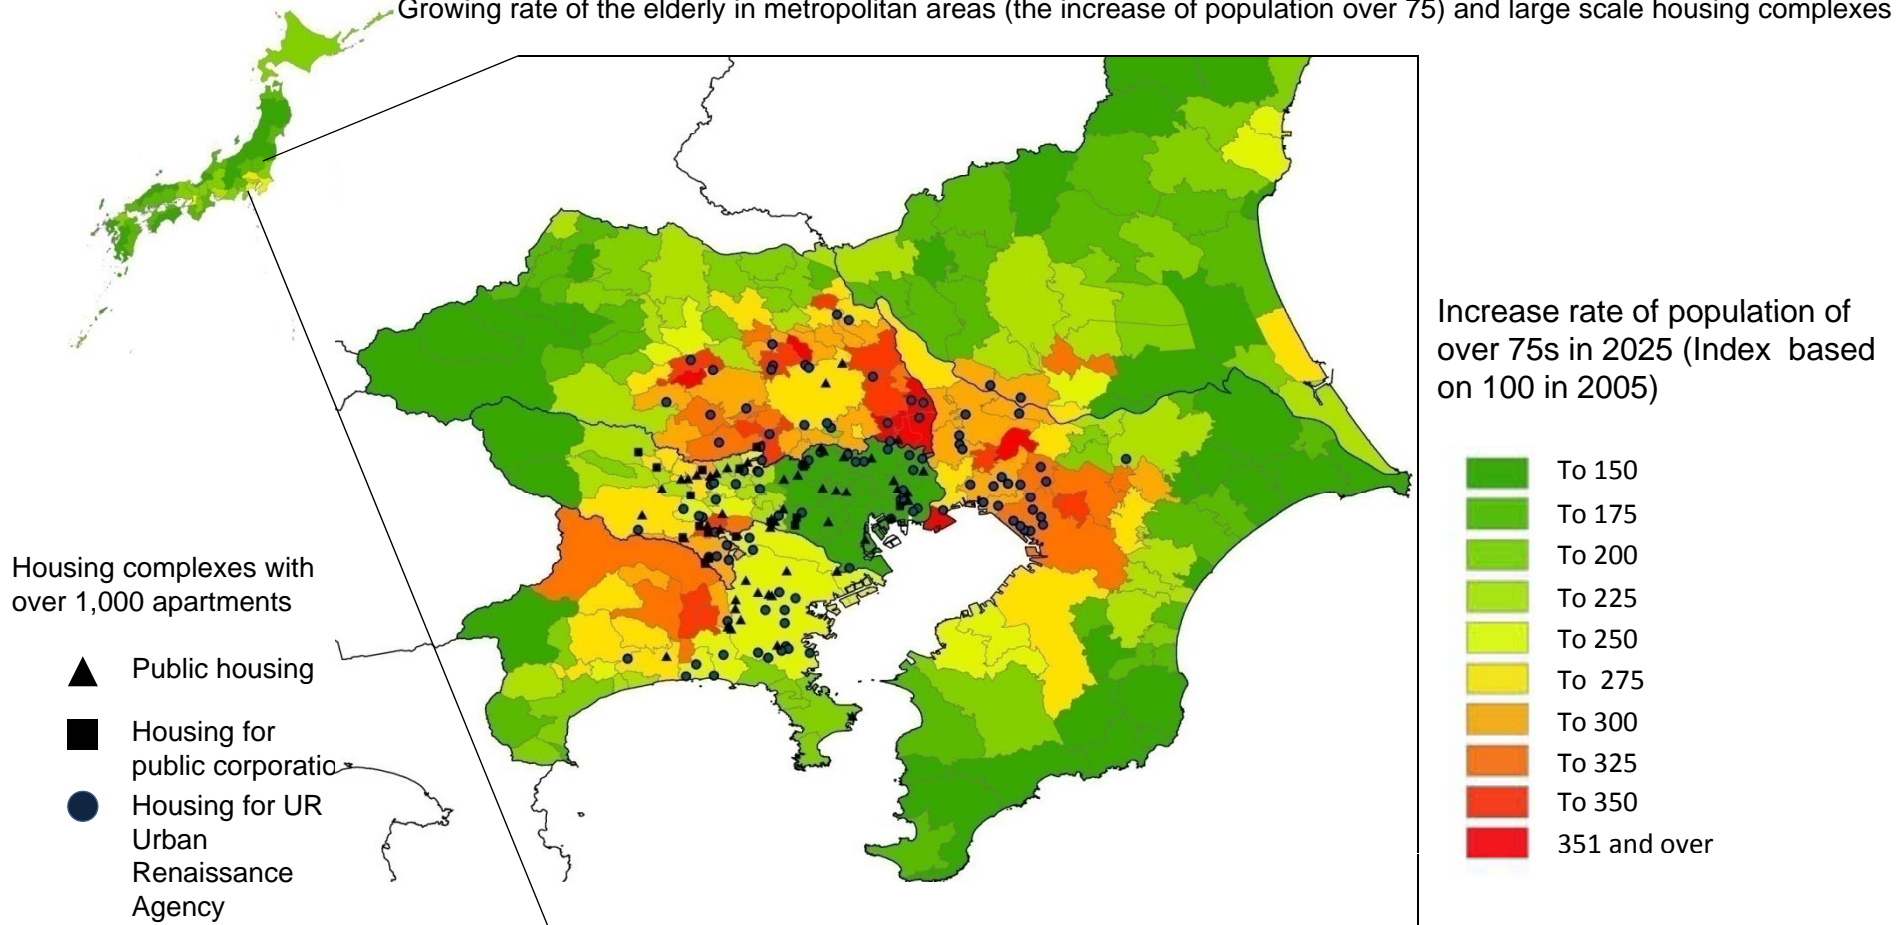 Growing rate of the elderly in metropolitan areas (the increase of population over 75) and large scale housing complexes
Increase rate of population of
over 75s in 2025 (Index based
on 100 in 2005)
To 150
To 175
To 200
To 225
To 250
To 275
To 300
To 325
To 350
351 and over
Housing complexes with
over 1,000 apartments
Public housing
Housing for
public corporatio
Housing for UR
Urban
Renaissance
Agency